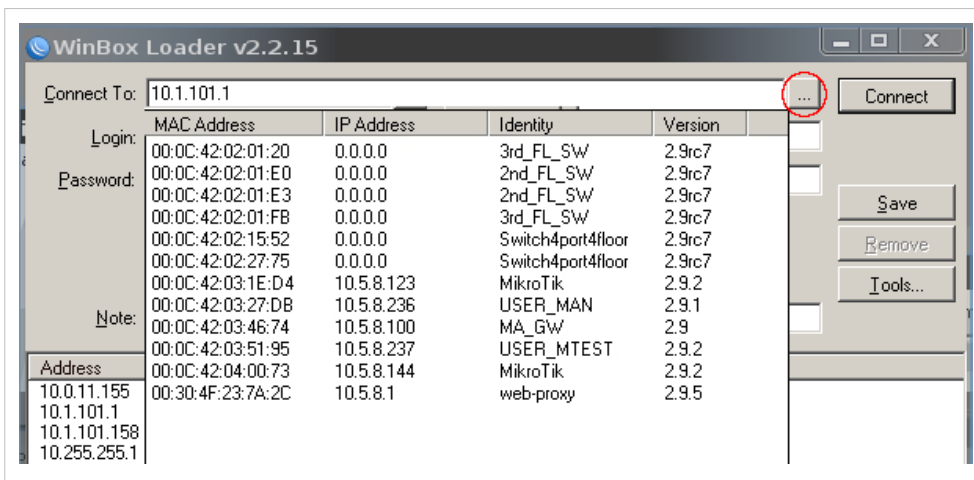 WinBox Loader v2.2.15
Connect To: 10.1.101.1 ... Connect
MAC Address IP Address Identity Version
Login:
00:0C:42:02:01:20 0.0.0.0 3rd_FL_SW 2.9rc7
00:0C:42:02:01:E0 0.0.0.0 2nd_FL_SW 2.9rc7
Password:
00:0C:42:02:01:E3 0.0.0.0 2nd_FL_SW 2.9rc7
Save
00:0C:42:02:01:FB 0.0.0.0 3rd_FL_SW 2.9rc7
00:0C:42:02:15:52 0.0.0.0 Switch4port4floor 2.9rc7
Remove
00:0C:42:02:27:75 0.0.0.0 Switch4port4floor 2.9rc7
00:0C:42:03:1E:D4 10.5.8.123 MikroTik 2.9.2
Tools...
00:0C:42:03:27:DB 10.5.8.236 USER_MAN 2.9.1
Note:
00:0C:42:03:46:74 10.5.8.100 MA_GW 2.9
00:0C:42:03:51:95 10.5.8.237 USER_MTEST 2.9.2
Address
00:0C:42:04:00:73 10.5.8.144 MikroTik 2.9.2
10.0.11.155
00:30:4F:23:7A:2C 10.5.8.1 web-proxy 2.9.5
10.1.101.1
10.1.101.158
10.255.255.1